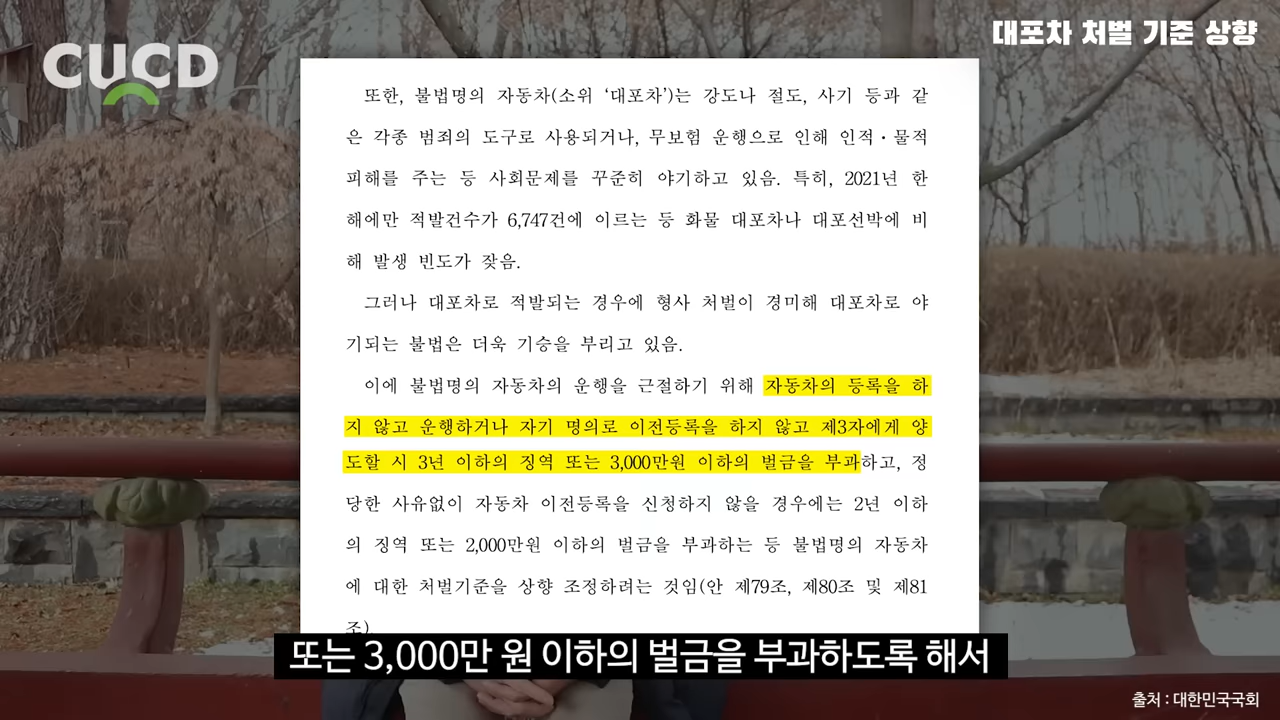 CUCD
대포차 처벌 기준 상향
또한, 불법명의 자동차(소위 ‘대포차’)는 강도나 절도, 사기 등과 같
은 각종 범죄의 도구로 사용되거나, 무보험 운행으로 인해 인적・물적
피해를 주는 등 사회문제를 꾸준히 야기하고 있음. 특히, 2021년 한
해에만 적발건수가 6,747건에 이르는 등 화물 대포차나 대포선박에 비
해 발생 빈도가 잦음.
그러나 대포차로 적발되는 경우에 형사 처벌이 경미해 대포차로 야
기되는 불법은 더욱 기승을 부리고 있음.
이에 불법명의 자동차의 운행을 근절하기 위해 자동차의 등록을 하
지 않고 운행하거나 자기 명의로 이전등록을 하지 않고 제3자에게 양
도할 시 3년 이하의 징역 또는 3,000만원 이하의 벌금을 부과하고, 정
당한 사유없이 자동차 이전등록을 신청하지 않을 경우에는 2년 이하
의 징역 또는 2,000만원 이하의 벌금을 부과하는 등 불법명의 자동차
에 대한 처벌기준을 상향 조정하려는 것임(안 제79조, 제80조 및 제81
조).
또는 3,000만 원 이하의 벌금을 부과하도록 해서
출처 : 대한민국국회